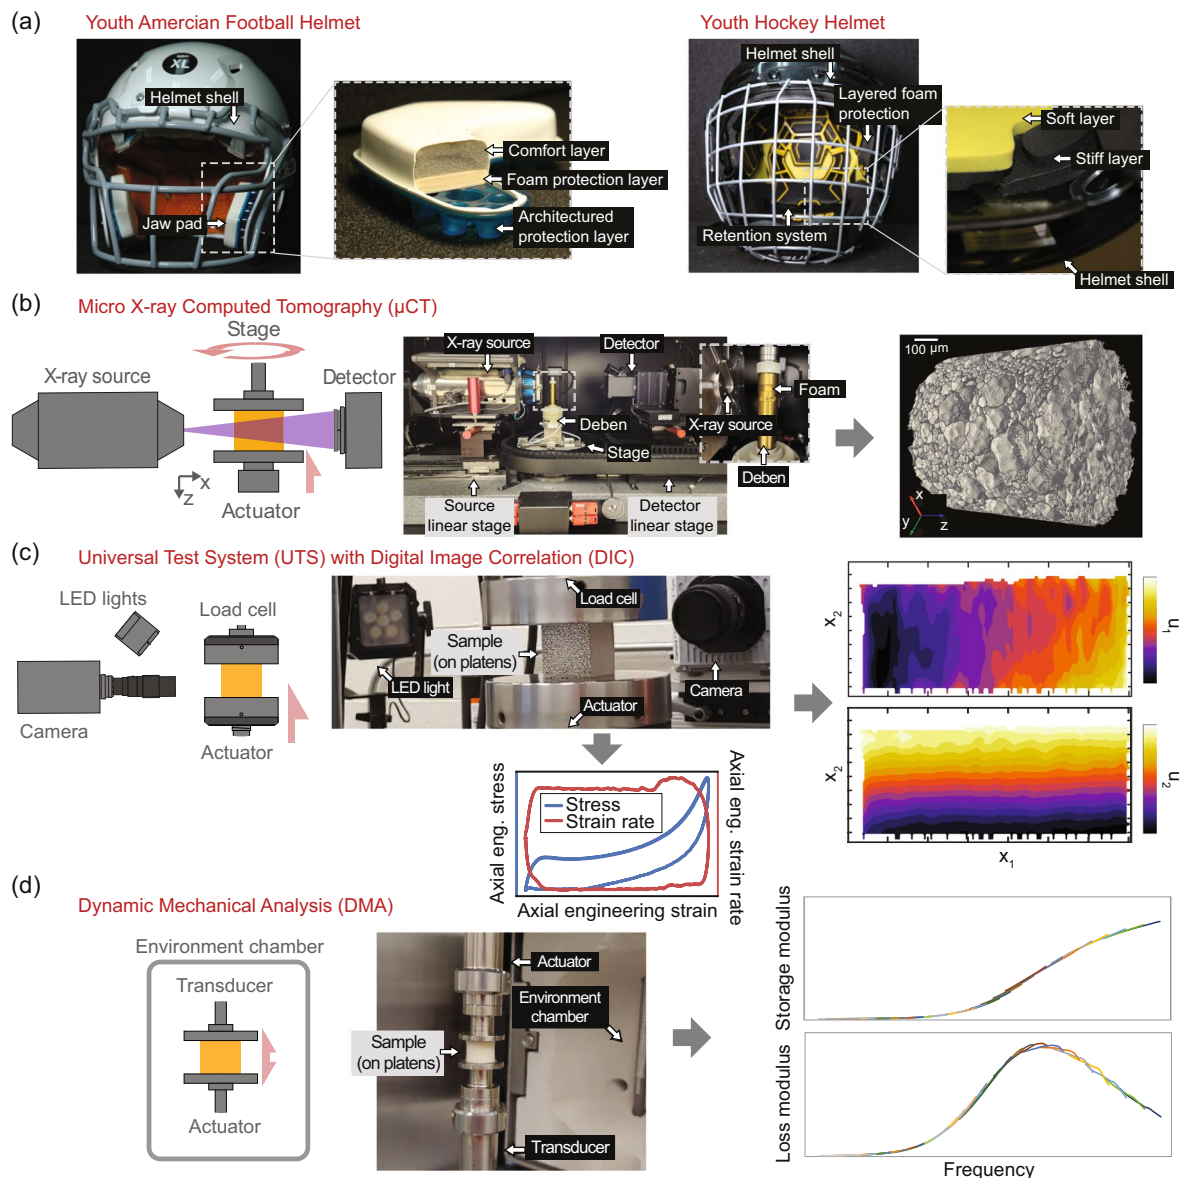 (a)
Youth Amercian Football Helmet
XL
Helmet shell
Jaw pad
Comfort layer
Foam protection layer
Architectured
protection layer
Youth Hockey Helmet
Helmet shell
Layered foam
protection
Retention system
Soft layer
Stiff layer
Helmet shell
(b)
Micro X-ray Computed Tomography (µCT)
Stage
X-ray source
Detector
x
z
Actuator
X-ray source
Detector
Deben
Stage
Source
linear stage
Detector
linear stage
Foam
X-ray source
Deben
100 µm
x
y
z
(c)
Universal Test System (UTS) with Digital Image Correlation (DIC)
LED lights
Load cell
Camera
Actuator
Load cell
Sample
(on platens)
LED light
Camera
Actuator
x2
u1
x2
u2
x1
Axial eng. stress
Stress
Strain rate
Axial eng. strain rate
Axial engineering strain
(d)
Dynamic Mechanical Analysis (DMA)
Environment chamber
Transducer
Actuator
Actuator
Environment
chamber
Sample
(on platens)
Transducer
Storage modulus
Loss modulus
Frequency